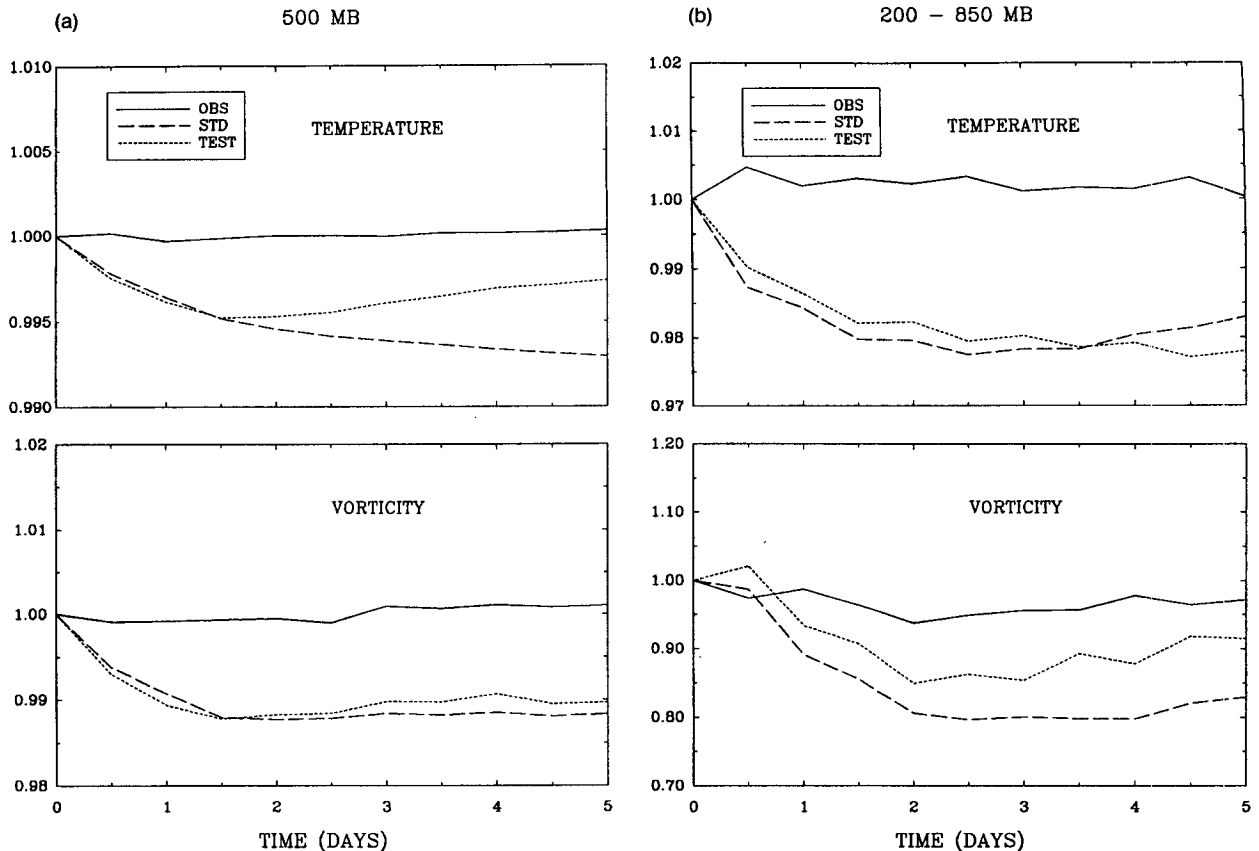 (a) 500 MB
1.010
1.005
1.000
0.995
0.990
OBS
STD
TEST
TEMPERATURE
1.02
1.01
1.00
0.99
0.98
VORTICITY
0 1 2 3 4 5
TIME (DAYS)
(b) 200 – 850 MB
1.02
1.01
1.00
0.99
0.98
0.97
OBS
STD
TEST
TEMPERATURE
1.20
1.10
1.00
0.90
0.80
0.70
VORTICITY
0 1 2 3 4 5
TIME (DAYS)